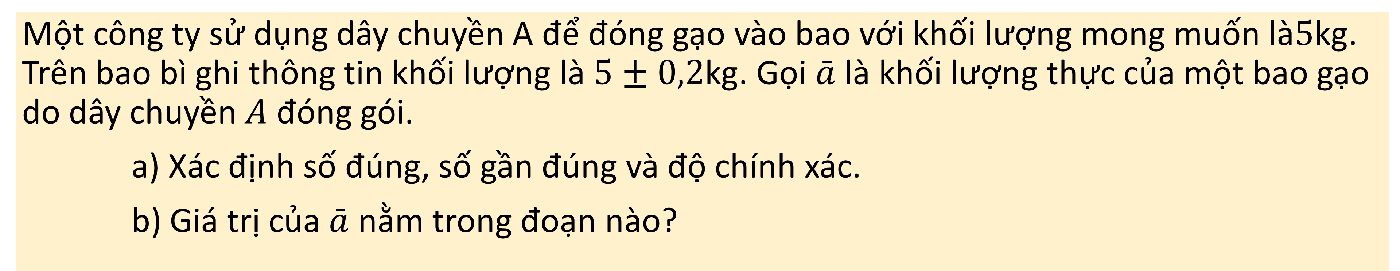 Một công ty sử dụng dây chuyền A để đóng gạo vào bao với khối lượng mong muốn là5kg.
Trên bao bì ghi thông tin khối lượng là 5 ± 0,2kg. Gọi ā là khối lượng thực của một bao gạo
do dây chuyền A đóng gói.
a) Xác định số đúng, số gần đúng và độ chính xác.
b) Giá trị của ā nằm trong đoạn nào?